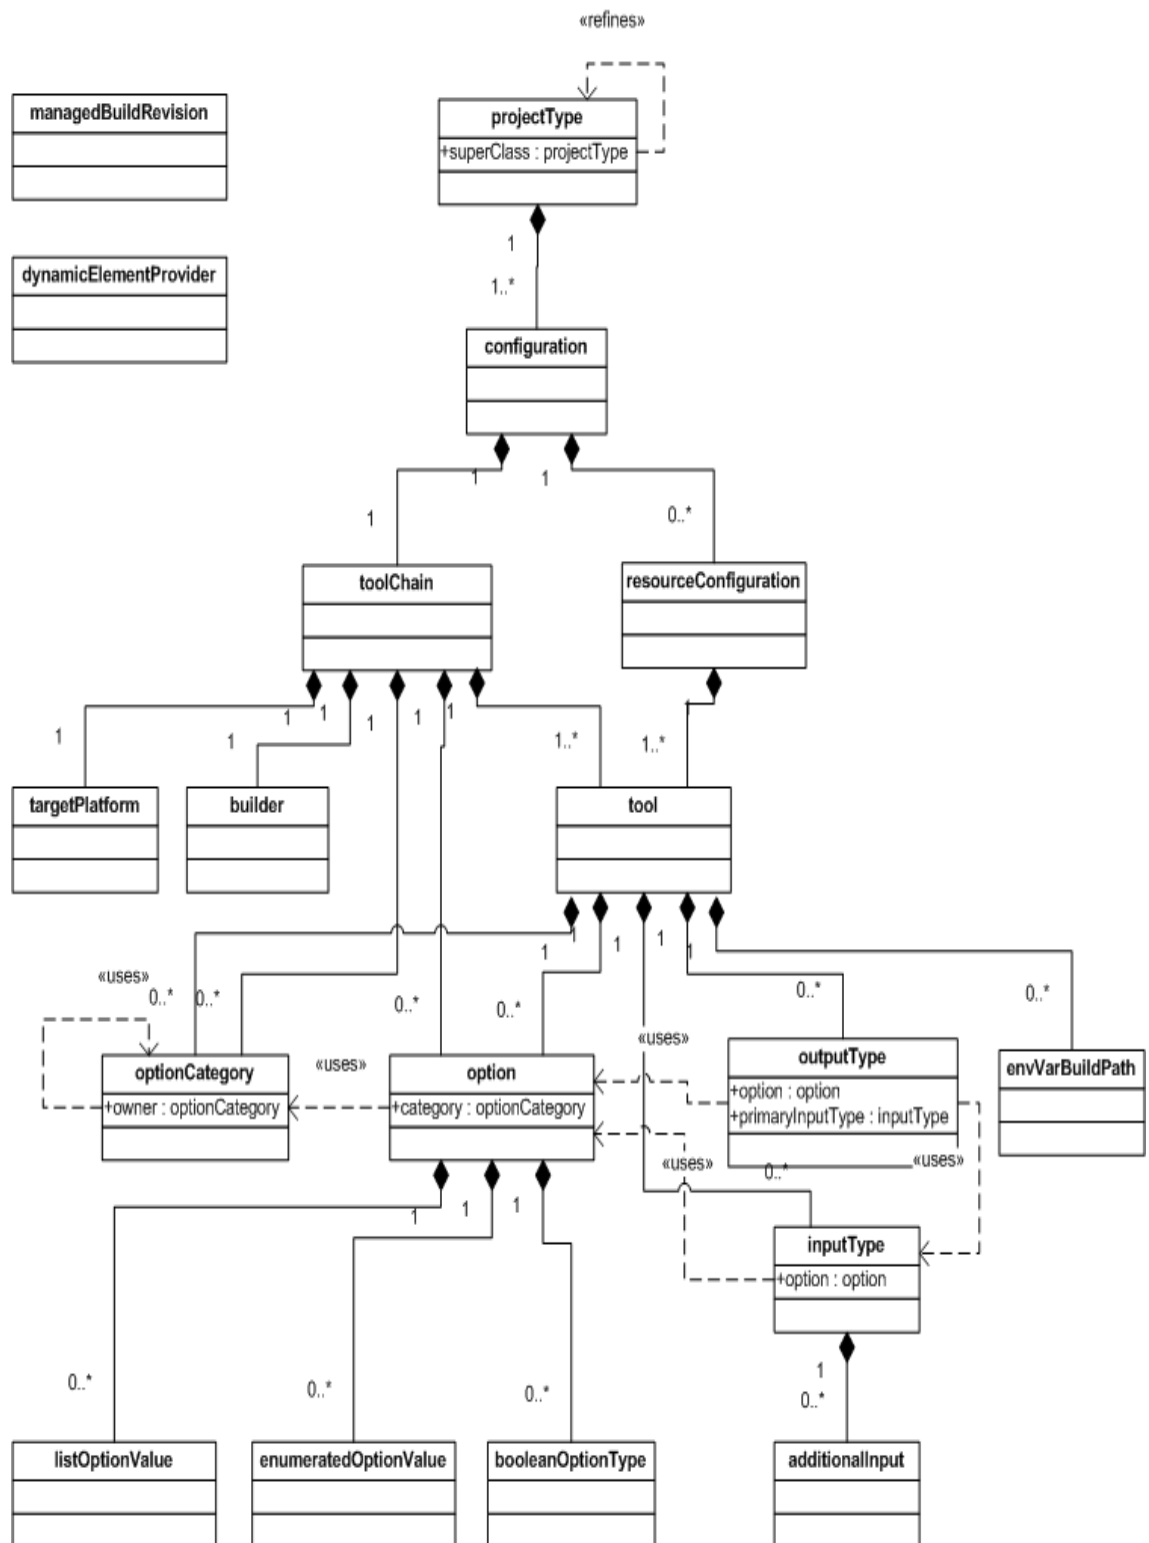 «refines»
managedBuildRevision
projectType
+superClass : projectType
1
dynamicElementProvider
1..*
configuration
1
1
1
0..*
toolChain
resourceConfiguration
1
1
1
1
1
1
1
1
1..*
1..*
targetPlatform
builder
tool
1
1
1
1
1
«uses»
0..*
0..*
0..*
0..*
0..*
0..*
«uses»
«uses»
optionCategory
+owner : optionCategory
option
+category : optionCategory
outputType
+option : option
+primaryInputType : inputType
envVarBuildPath
«uses»
«uses»
0..*
1
1
1
inputType
+option : option
1
0..*
0..*
0..*
0..*
listOptionValue
enumeratedOptionValue
booleanOptionType
additionalInput